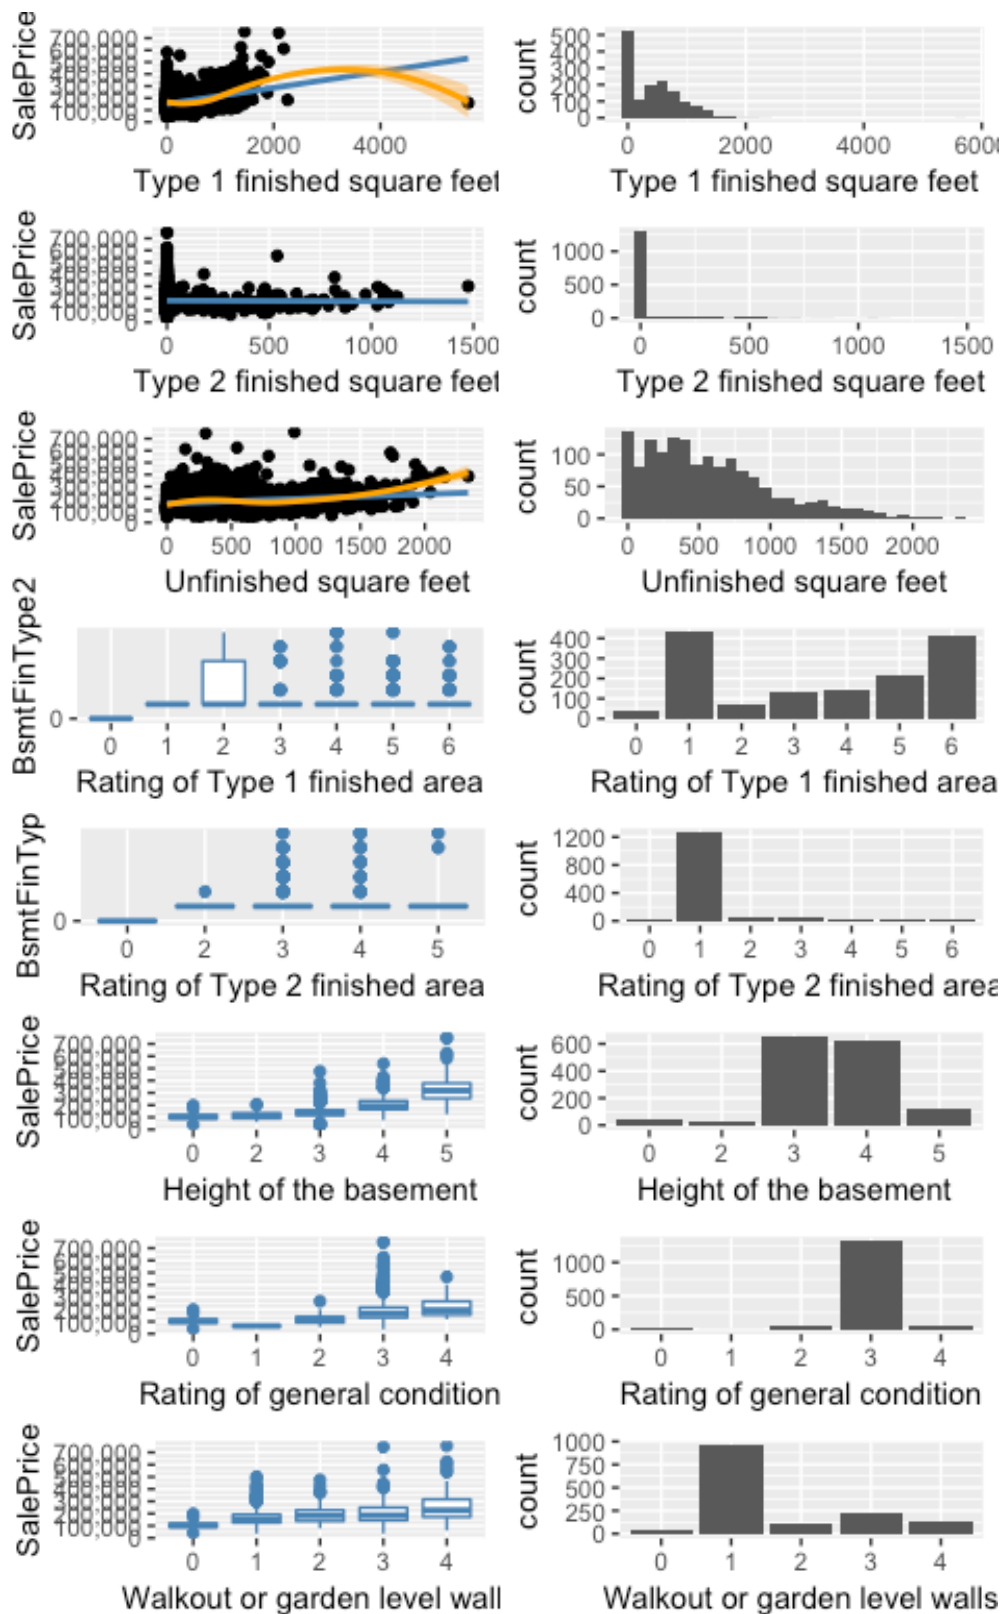 SalePrice
700,000
100,000
0
0 2000 4000
Type 1 finished square feet
count
500
400
300
200
100
0
0 2000 4000 6000
Type 1 finished square feet
SalePrice
700,000
100,000
0
0 500 1000 1500
Type 2 finished square feet
count
1000
500
0
0 500 1000 1500
Type 2 finished square feet
SalePrice
700,000
100,000
0
0 500 1000 1500 2000
Unfinished square feet
count
100
50
0
0 500 1000 1500 2000
Unfinished square feet
BsmtFinType2
0
0 1 2 3 4 5 6
Rating of Type 1 finished area
count
400
300
200
100
0
0 1 2 3 4 5 6
Rating of Type 1 finished area
BsmtFinTyp
0
0 2 3 4 5
Rating of Type 2 finished area
count
1200
800
400
0
0 1 2 3 4 5 6
Rating of Type 2 finished area
SalePrice
700,000
100,000
0
0 2 3 4 5
Height of the basement
count
600
400
200
0
0 2 3 4 5
Height of the basement
SalePrice
700,000
100,000
0
0 1 2 3 4
Rating of general condition
count
1000
500
0
0 1 2 3 4
Rating of general condition
SalePrice
700,000
100,000
0
0 1 2 3 4
Walkout or garden level wall
count
1000
750
500
250
0
0 1 2 3 4
Walkout or garden level walls